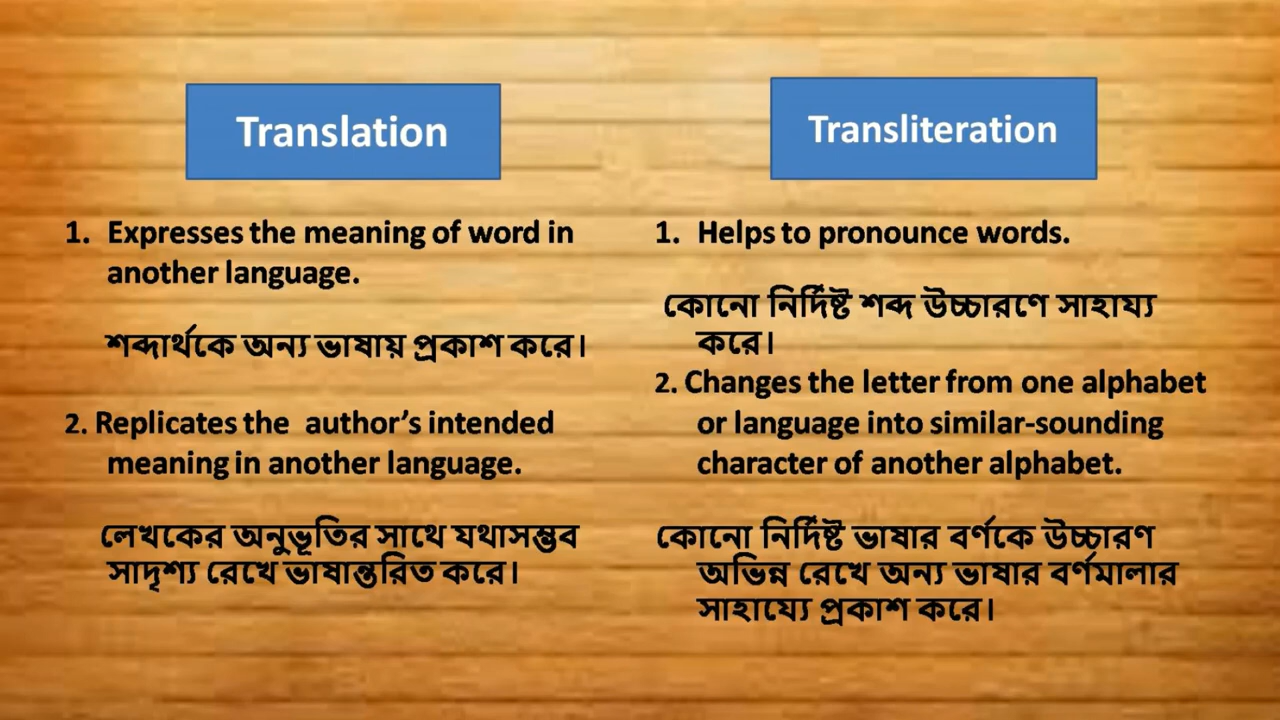 Translation
1. Expresses the meaning of word in
another language.
শব্দার্থকে অন্য ভাষায় প্রকাশ করে।
2. Replicates the author’s intended
meaning in another language.
লেখকের অনুভূতির সাথে যথাসম্ভব
সাদৃশ্য রেখে ভাষান্তরিত করে।
Transliteration
1. Helps to pronounce words.
কোনো নির্দিষ্ট শব্দ উচ্চারণে সাহায্য
করে।
2. Changes the letter from one alphabet
or language into similar-sounding
character of another alphabet.
কোনো নির্দিষ্ট ভাষার বর্ণকে উচ্চারণ
অভিন্ন রেখে অন্য ভাষার বর্ণমালার
সাহায্যে প্রকাশ করে।